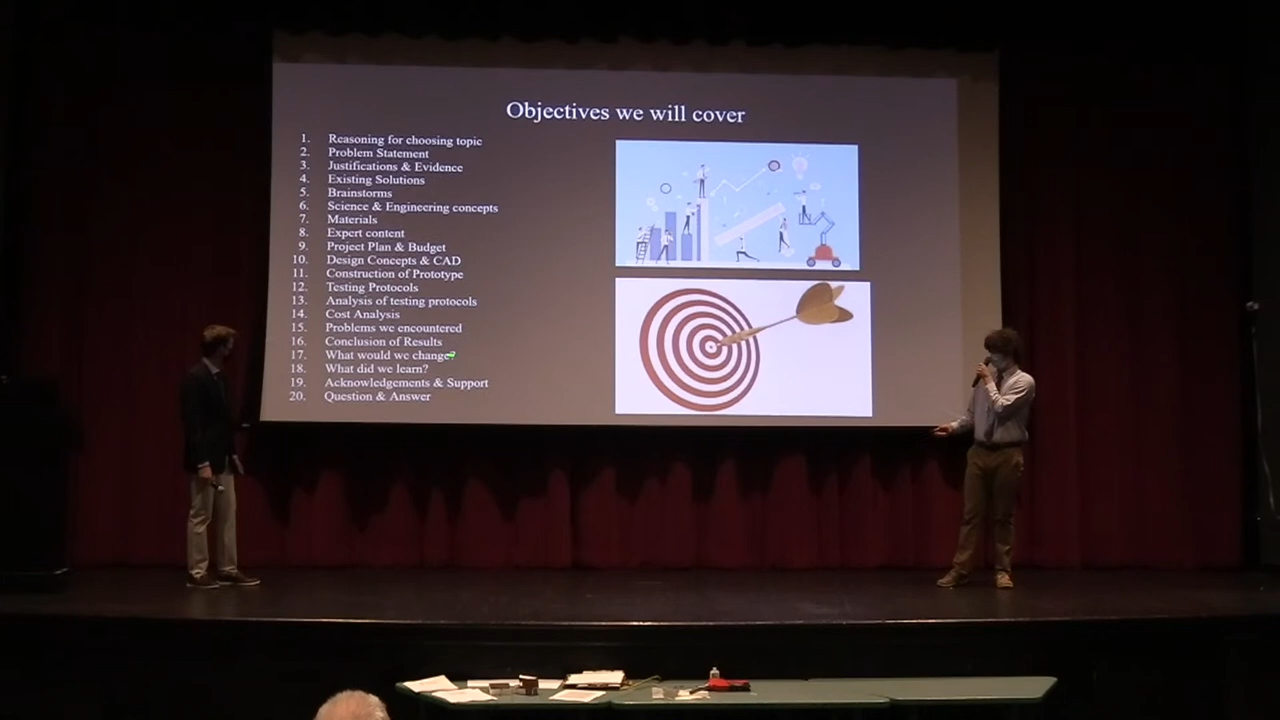 Objectives we will cover
1. Reasoning for choosing topic
2. Problem Statement
3. Justifications & Evidence
4. Existing Solutions
5. Brainstorms
6. Science & Engineering concepts
7. Materials
8. Expert content
9. Project Plan & Budget
10. Design Concepts & CAD
11. Construction of Prototype
12. Testing Protocols
13. Analysis of testing protocols
14. Cost Analysis
15. Problems we encountered
16. Conclusion of Results
17. What would we change?
18. What did we learn?
19. Acknowledgements & Support
20. Question & Answer